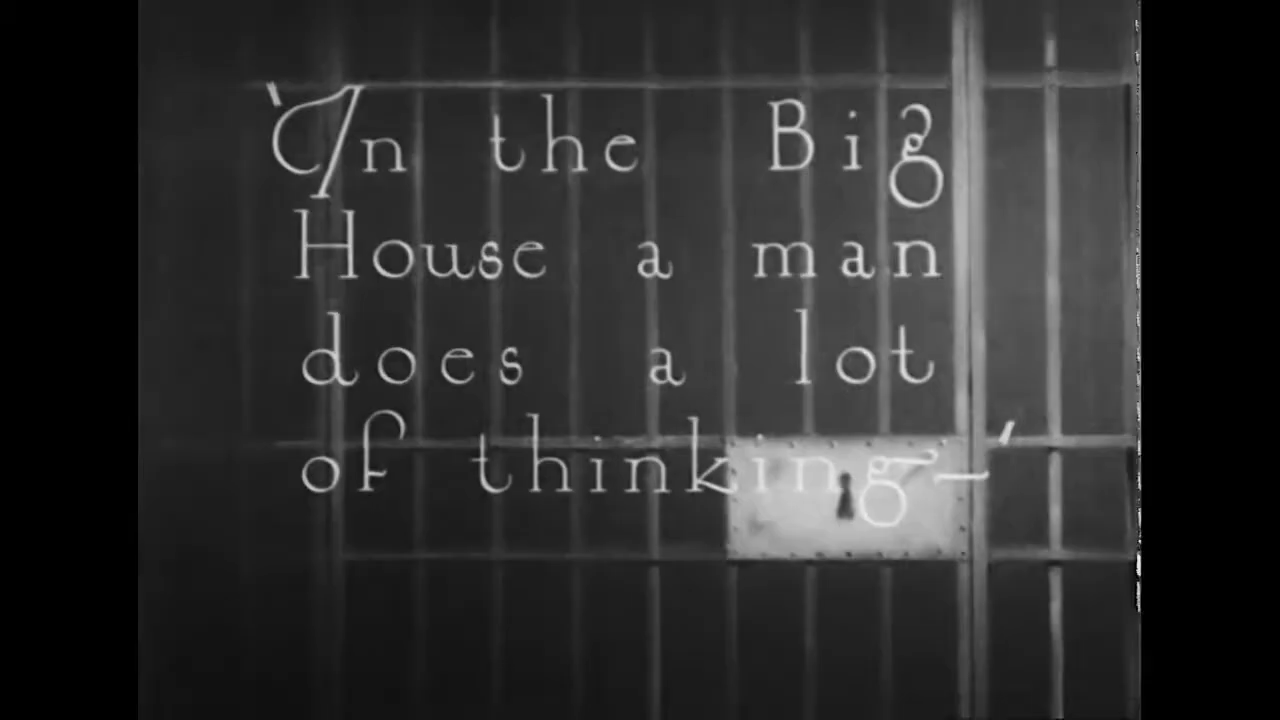 'In the Big
House a man
does a lot
of thinking—'